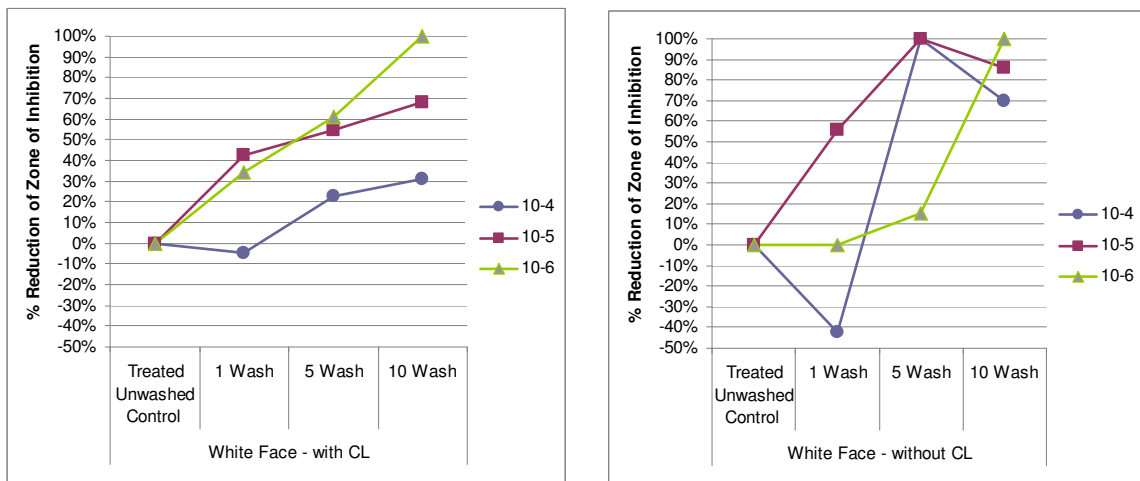 % Reduction of Zone of Inhibition
100%
90%
80%
70%
60%
50%
40%
30%
20%
10%
0%
-10%
-20%
-30%
-40%
-50%
Treated
Unwashed
Control
1 Wash
5 Wash
10 Wash
White Face - with CL
10-4
10-5
10-6
% Reduction of Zone of Inhibition
100%
90%
80%
70%
60%
50%
40%
30%
20%
10%
0%
-10%
-20%
-30%
-40%
-50%
Treated
Unwashed
Control
1 Wash
5 Wash
10 Wash
White Face - without CL
10-4
10-5
10-6